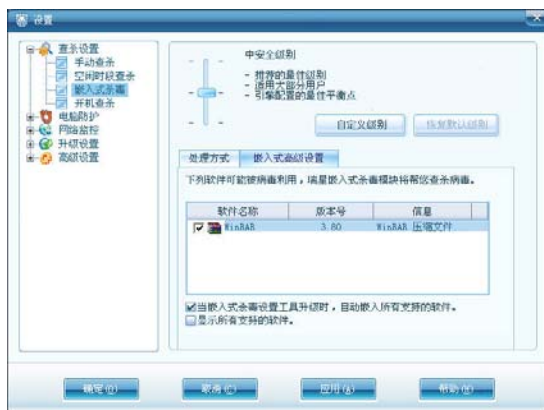 设置
查杀设置
手动查杀
空闲时段查杀
嵌入式杀毒
开机查杀
电脑防护
网络监控
升级设置
高级设置
中安全级别
- 推荐的最佳级别
- 适用大部分用户
- 引擎配置的最佳平衡点
自定义级别
恢复默认级别
处理方式
嵌入式高级设置
下列软件可能被病毒利用，瑞星嵌入式杀毒模块将帮您查杀病毒。
软件名称 版本号 信息
WinRAR 3.80 WinRAR 压缩文件
当嵌入式杀毒设置工具升级时，自动嵌入所有支持的软件。
显示所有支持的软件。
确定(O) 取消(C) 应用(A) 帮助(H)